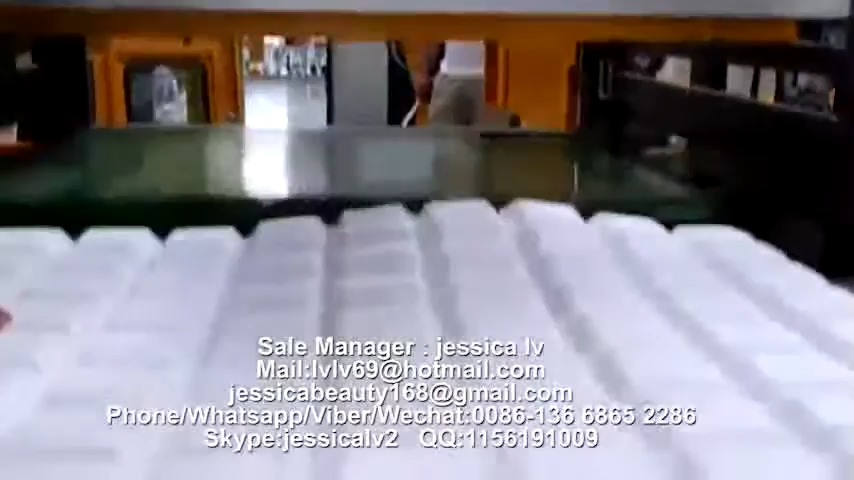 Sale Manager : jessica lv
Mail:lvlv69@hotmail.com
jessicabeauty168@gmail.com
Phone/Whatsapp/Viber/Wechat:0086-136 6865 2286
Skype:jessicalv2 QQ:1156191009